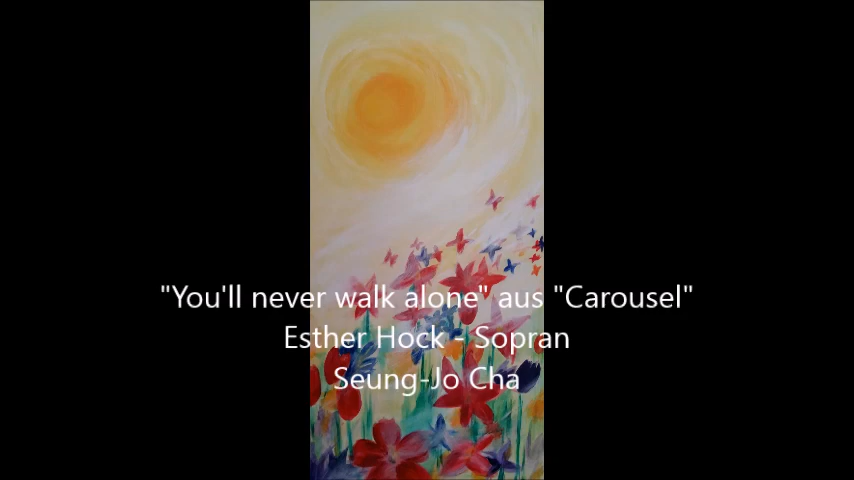 "You'll never walk alone" aus "Carousel"
Esther Hock - Sopran
Seung-Jo Cha